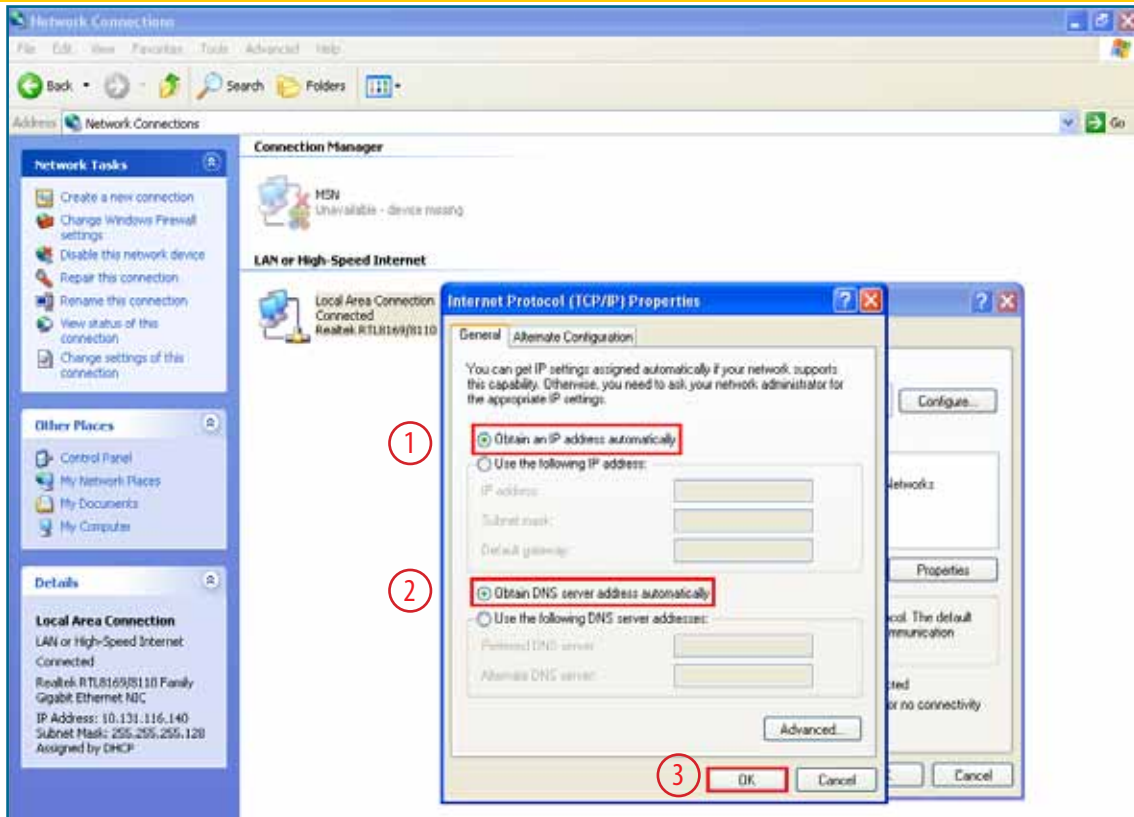 Network Connections
File Edit View Favorites Tools Advanced Help
Back Search Folders
Address Network Connections Go
Network Tasks
Create a new connection
Change Windows Firewall
settings
Disable this network device
Repair this connection
Rename this connection
View status of this
connection
Change settings of this
connection
Other Places
Control Panel
My Network Places
My Documents
My Computer
Details
Local Area Connection
LAN or High-Speed Internet
Connected
Realtek RTL8169/8110 Family
Gigabit Ethernet NIC
IP Address: 10.131.116.140
Subnet Mask: 255.255.255.128
Assigned by DHCP
Connection Manager
MSN
Unavailable - device missing
LAN or High-Speed Internet
Local Area Connection
Connected
Realtek RTL8169/8110
Internet Protocol (TCP/IP) Properties
General Alternate Configuration
You can get IP settings assigned automatically if your network supports
this capability. Otherwise, you need to ask your network administrator for
the appropriate IP settings.
1 Obtain an IP address automatically
Use the following IP address:
IP address:
Subnet mask:
Default gateway:
2 Obtain DNS server address automatically
Use the following DNS server addresses:
Preferred DNS server:
Alternate DNS server:
Advanced...
3 OK Cancel
Configure...
Networks
Properties
col. The default
mmunication
cted
or no connectivity
Cancel